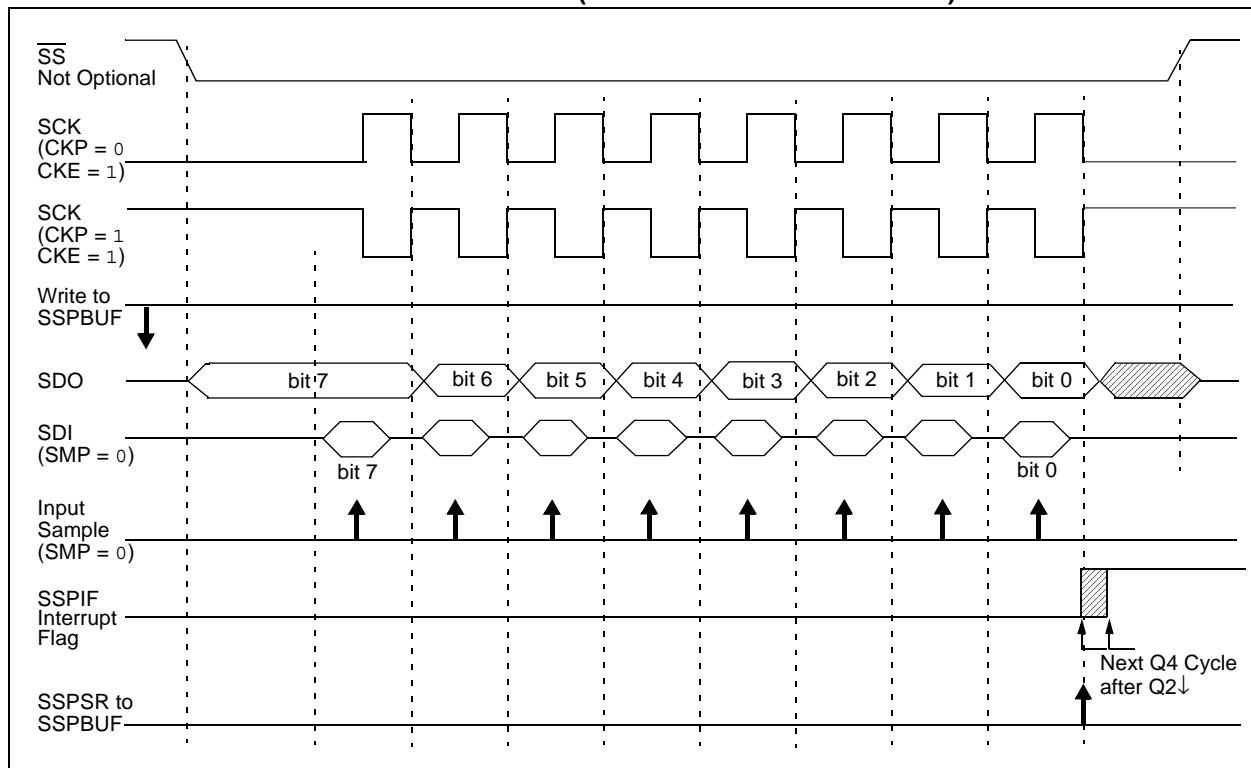 SS
Not Optional
SCK
(CKP = 0
CKE = 1)
SCK
(CKP = 1
CKE = 1)
Write to
SSPBUF
SDO
bit 7 bit 6 bit 5 bit 4 bit 3 bit 2 bit 1 bit 0
SDI
(SMP = 0)
bit 7 bit 0
Input
Sample
(SMP = 0)
SSPIF
Interrupt
Flag
Next Q4 Cycle
after Q2↓
SSPSR to
SSPBUF